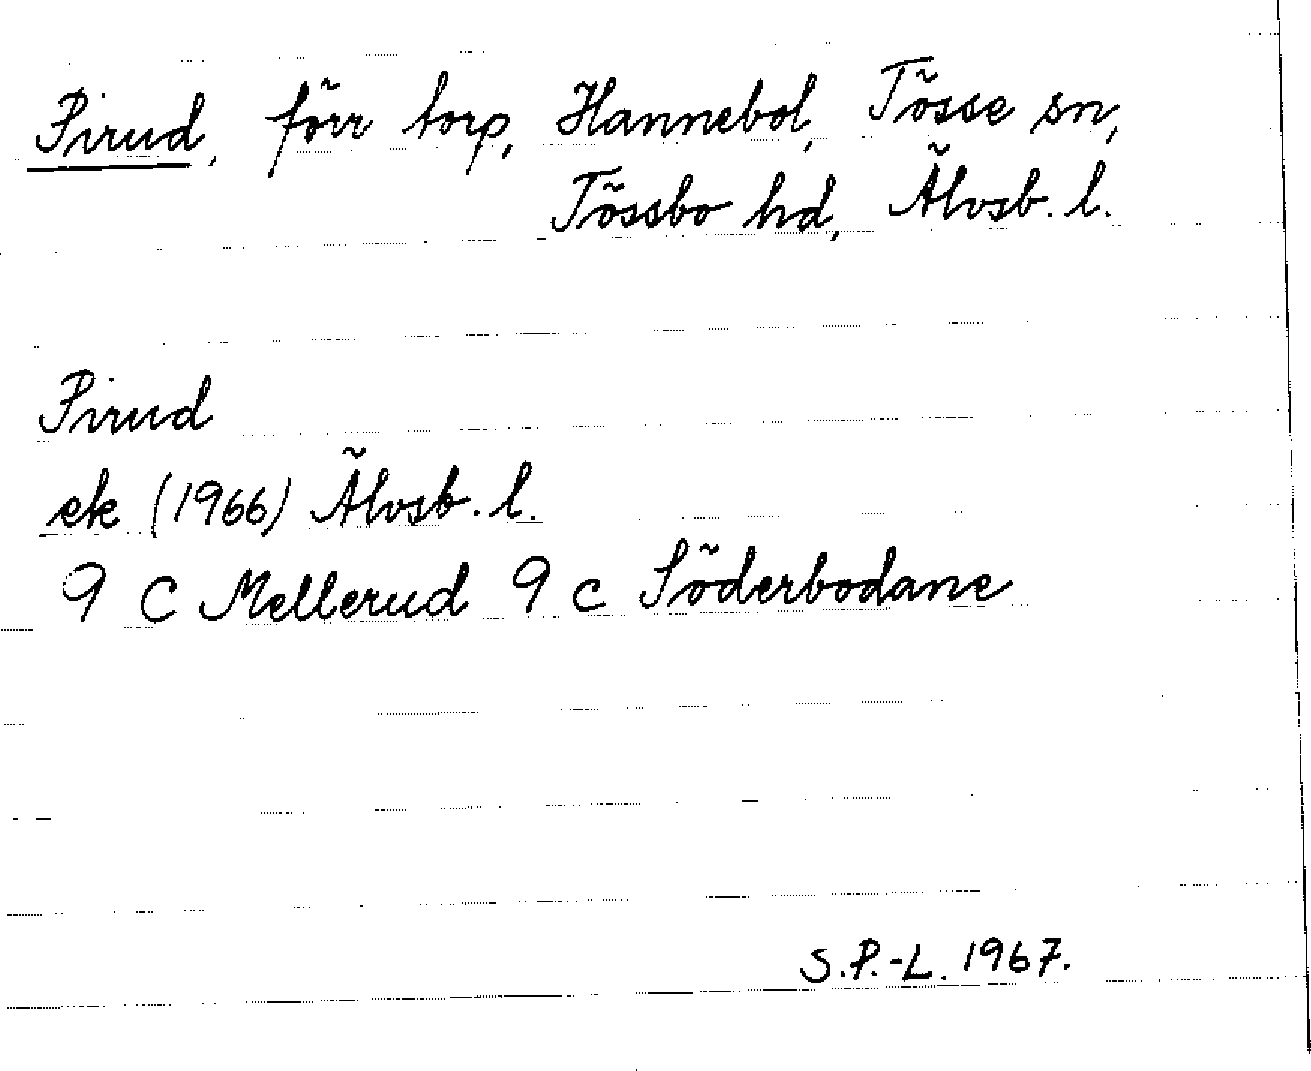 Pirud, förr torp, Hannebol, Tösse sn,
Tössbo hd, Älvsb. l.
Pirud
ek (1966) Älvsb. l.
9 C Mellerud 9 c Söderbodane
S.P.-L. 1967.